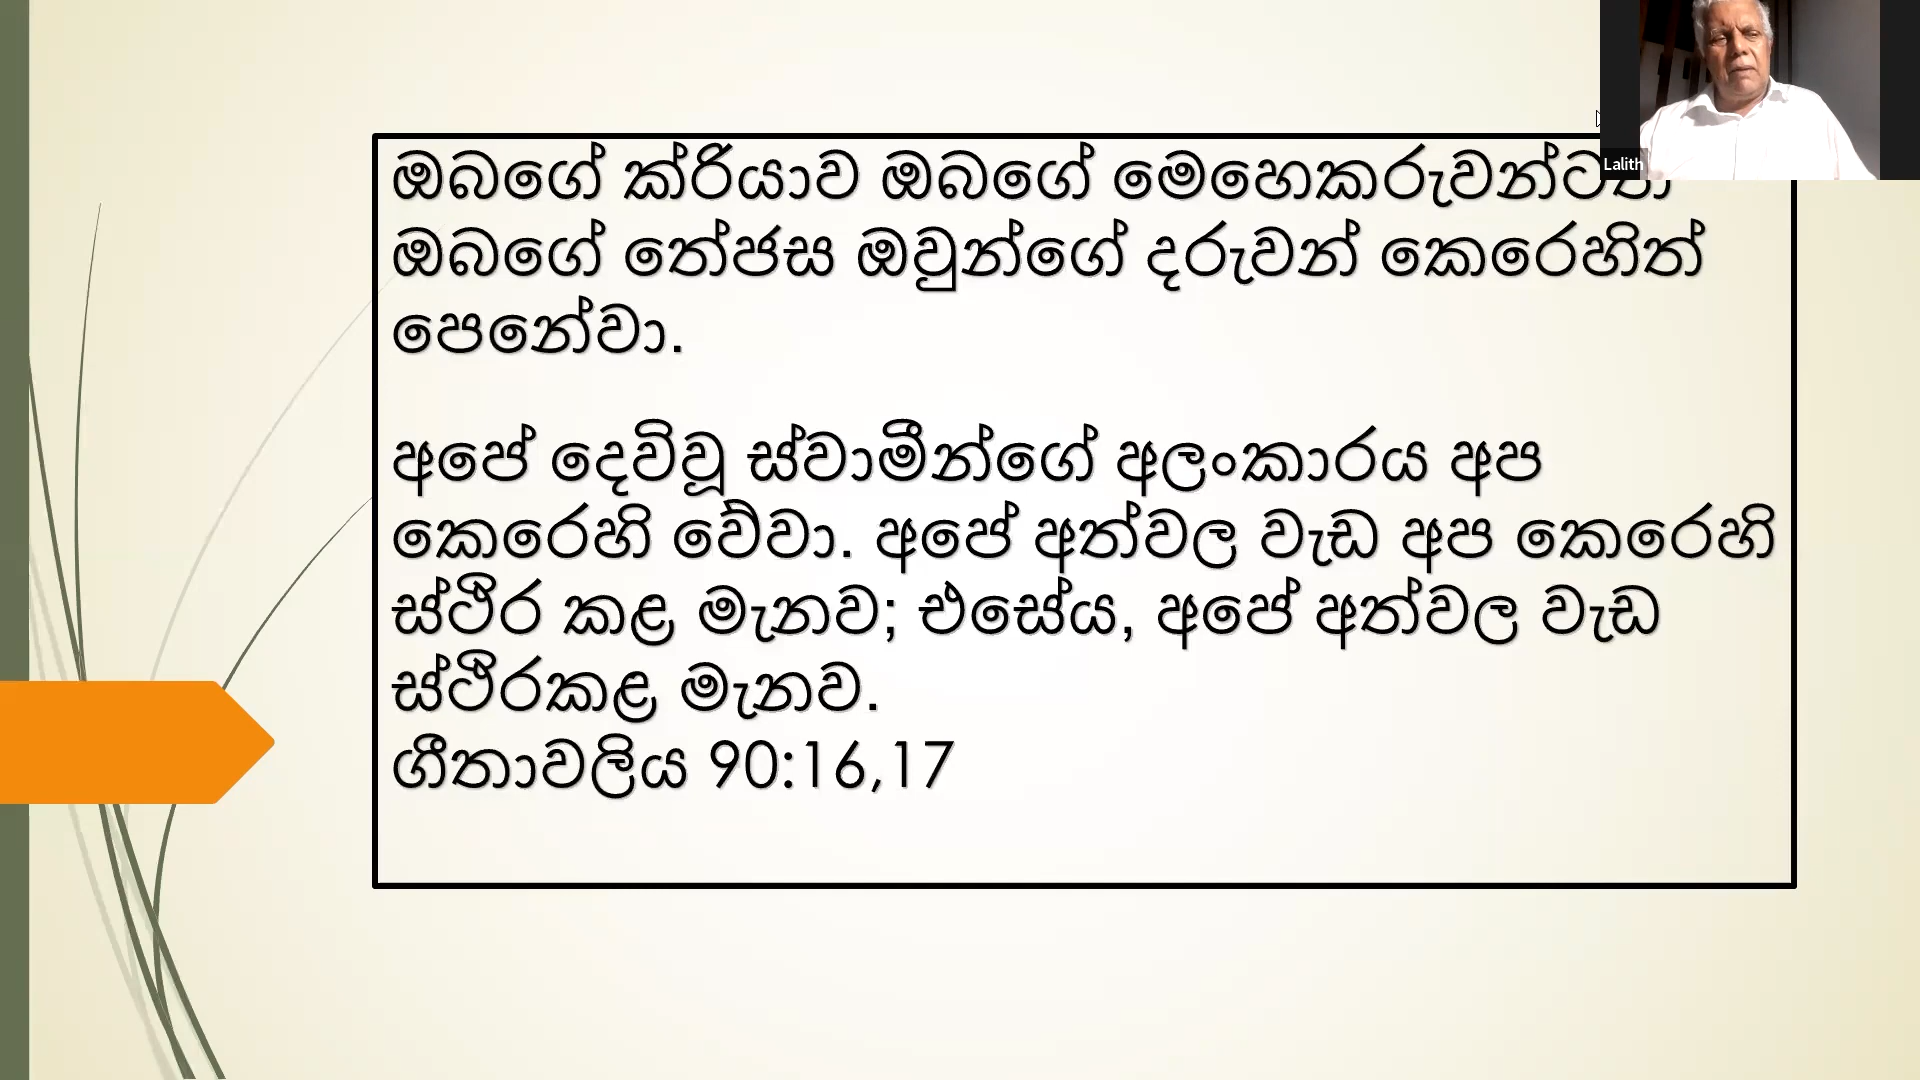 ඔබගේ ක්‍රියාව ඔබගේ මෙහෙකරුවන්ටත්
ඔබගේ තේජස ඔවුන්ගේ දරුවන් කෙරෙහිත්
පෙනේවා.
අපේ දෙවිවූ ස්වාමීන්ගේ අලංකාරය අප
කෙරෙහි වේවා. අපේ අත්වල වැඩ අප කෙරෙහි
ස්ථිර කළ මැනව; එසේය, අපේ අත්වල වැඩ
ස්ථිරකළ මැනව.
ගීතාවලිය 90:16,17
Lalith